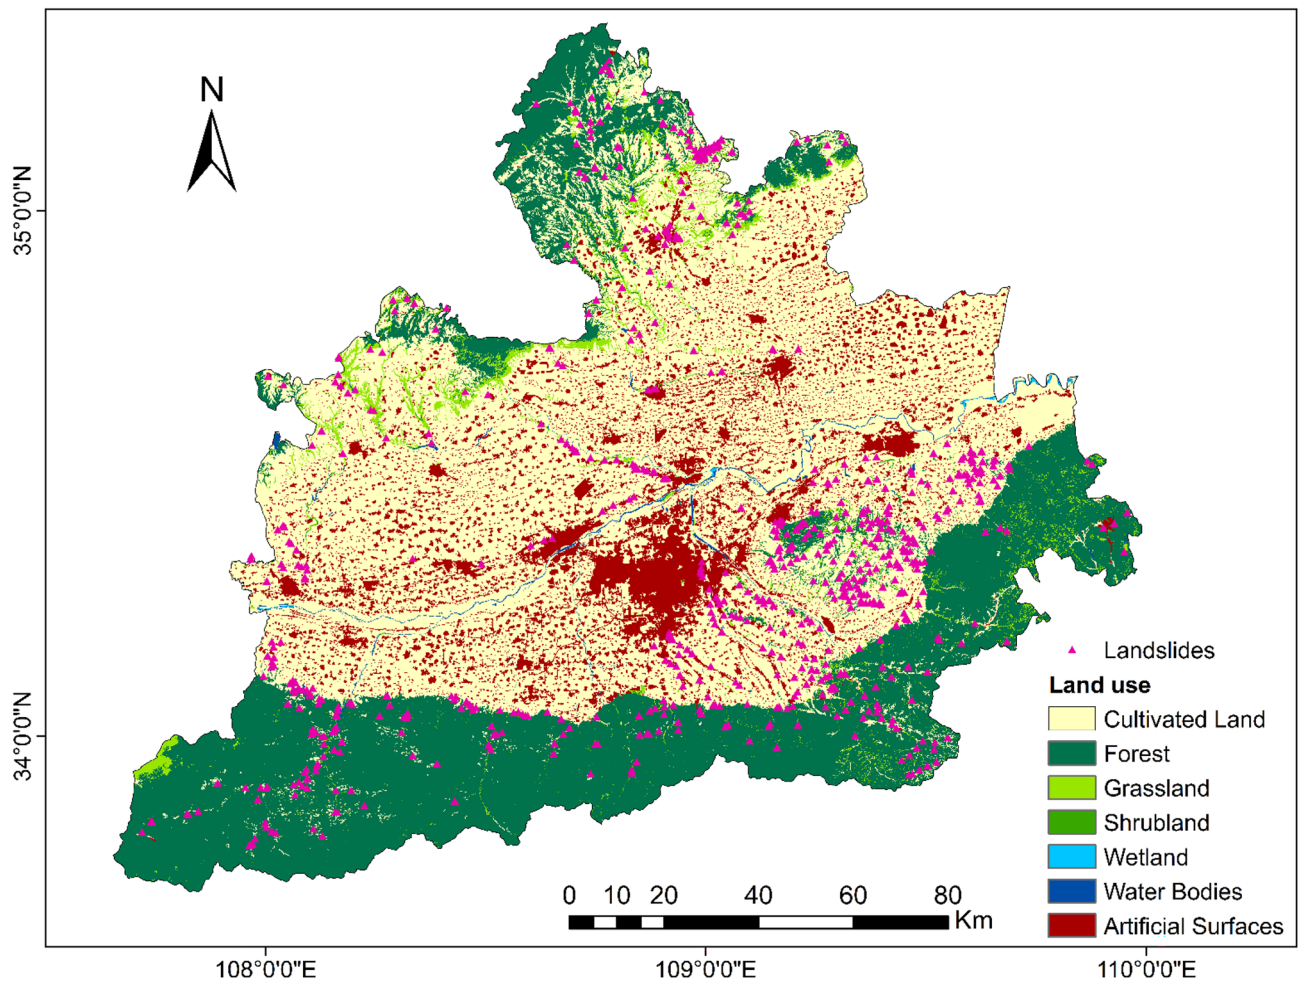 N
35°0'0"N
34°0'0"N
Landslides
Land use
Cultivated Land
Forest
Grassland
Shrubland
Wetland
Water Bodies
Artificial Surfaces
0 10 20 40 60 80
Km
108°0'0"E 109°0'0"E 110°0'0"E